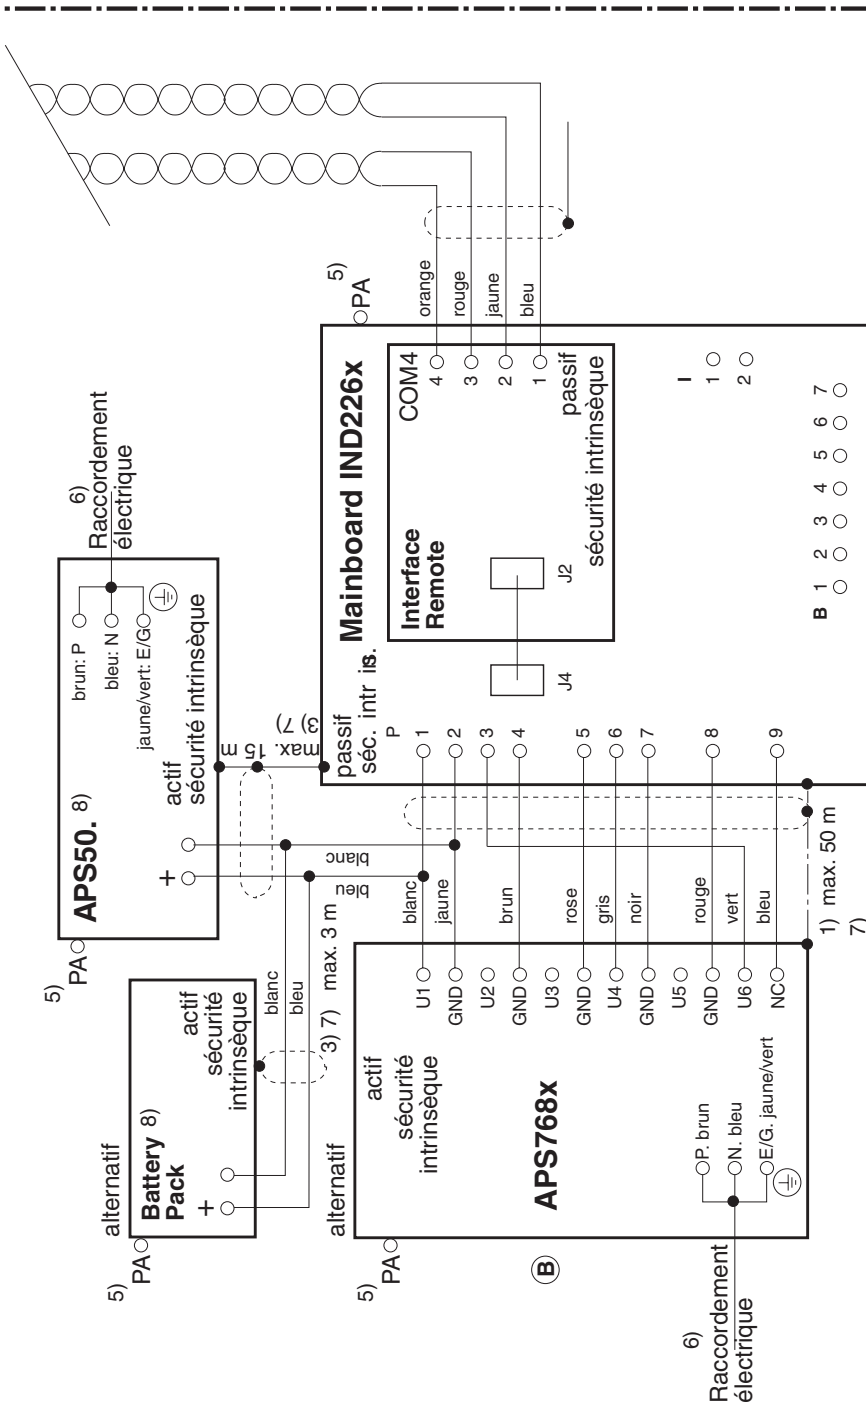 5)
PA
APS50. 8)
+
actif
sécurité intrinsèque
brun: P
bleu: N
jaune/vert: E/G
6)
Raccordement
électrique
max. 15 m
3) 7)
bleu
blanc
alternatif
5)
PA
Battery 8)
Pack
+
actif
sécurité
intrinsèque
blanc
bleu
3) 7)
max. 3 m
alternatif
5)
PA
B
actif
sécurité
intrinsèque
APS768x
P. brun
N. bleu
E/G. jaune/vert
6)
Raccordement
électrique
U1
GND
U2
GND
U3
GND
U4
GND
U5
GND
U6
NC
blanc
jaune
brun
rose
gris
noir
rouge
vert
bleu
1) max. 50 m
7)
P
1
2
3
4
5
6
7
8
9
passif
séc. intr is.
Mainboard IND226x
5)
PA
Interface
Remote
J4
J2
COM4
4
3
2
1
passif
sécurité intrinsèque
orange
rouge
jaune
bleu
I
1
2
B 1 2 3 4 5 6 7